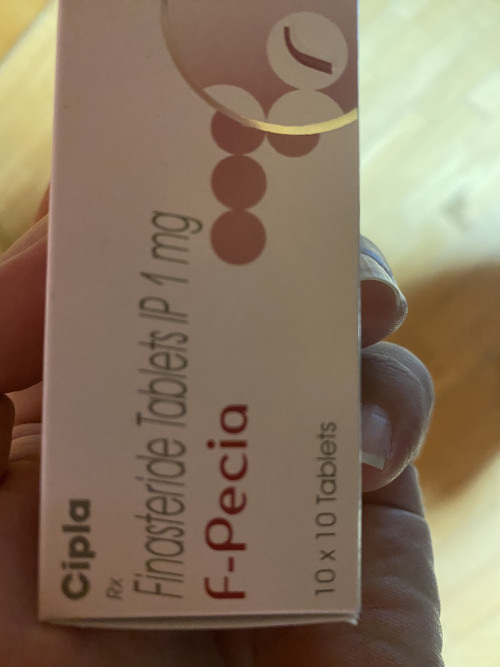 Cipla
Rx
Finasteride Tablets IP 1 mg
F-Pecia
10 x 10 Tablets